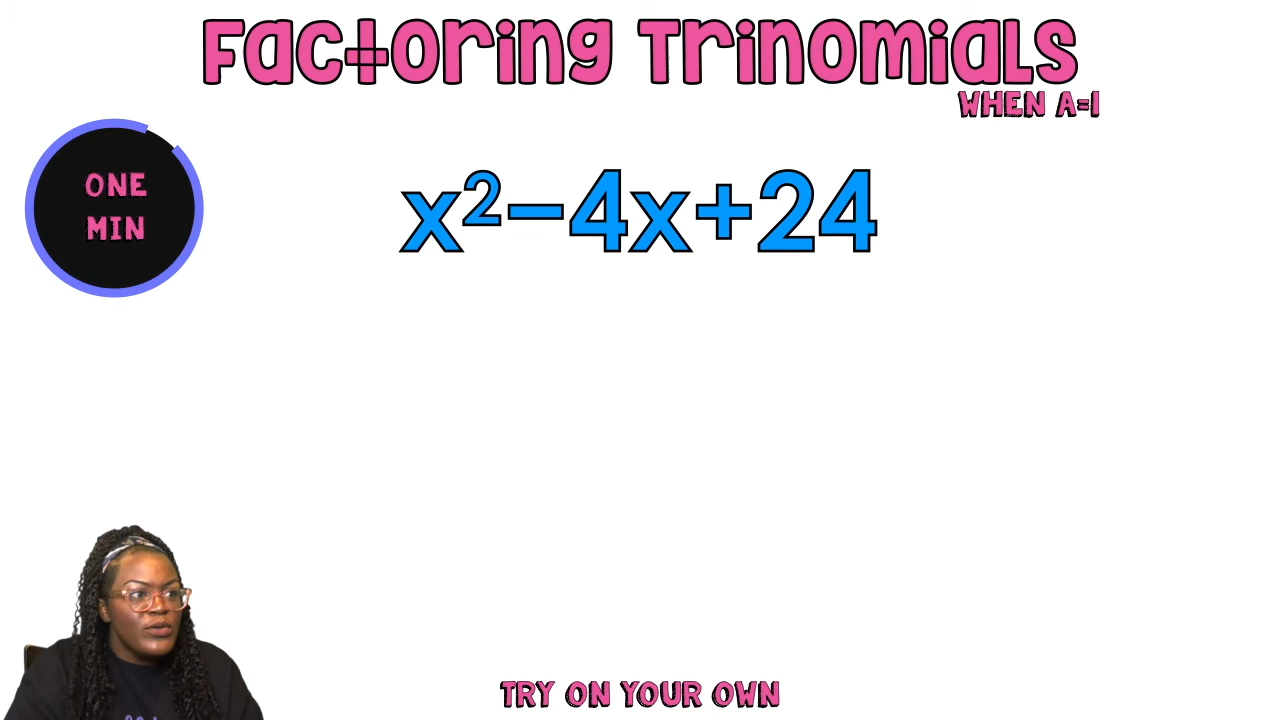 Factoring Trinomials
WHEN A=1
ONE
MIN
x²−4x+24
TRY ON YOUR OWN